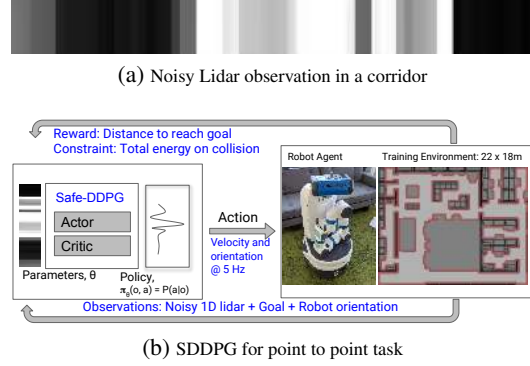 (a) Noisy Lidar observation in a corridor
Reward: Distance to reach goal
Constraint: Total energy on collision
Robot Agent
Training Environment: 22 x 18m
Safe-DDPG
Actor
Critic
Parameters, θ
Policy,
π_θ(o, a) = P(a|o)
Action
Velocity and
orientation
@ 5 Hz
Observations: Noisy 1D lidar + Goal + Robot orientation
(b) SDDPG for point to point task